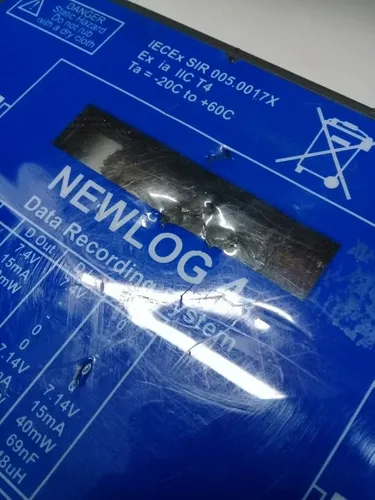 DANGER
Static Hazard
Do not rub
with a dry cloth
IECEx SIR 005.0017X
Ex ia IIC T4
Ta = -20C to +60C
NEWLOG 4
Data Recording System
D.Out
7.4V
15mA
0
0
7.14V
7.14V
15mA
40mW
69nF